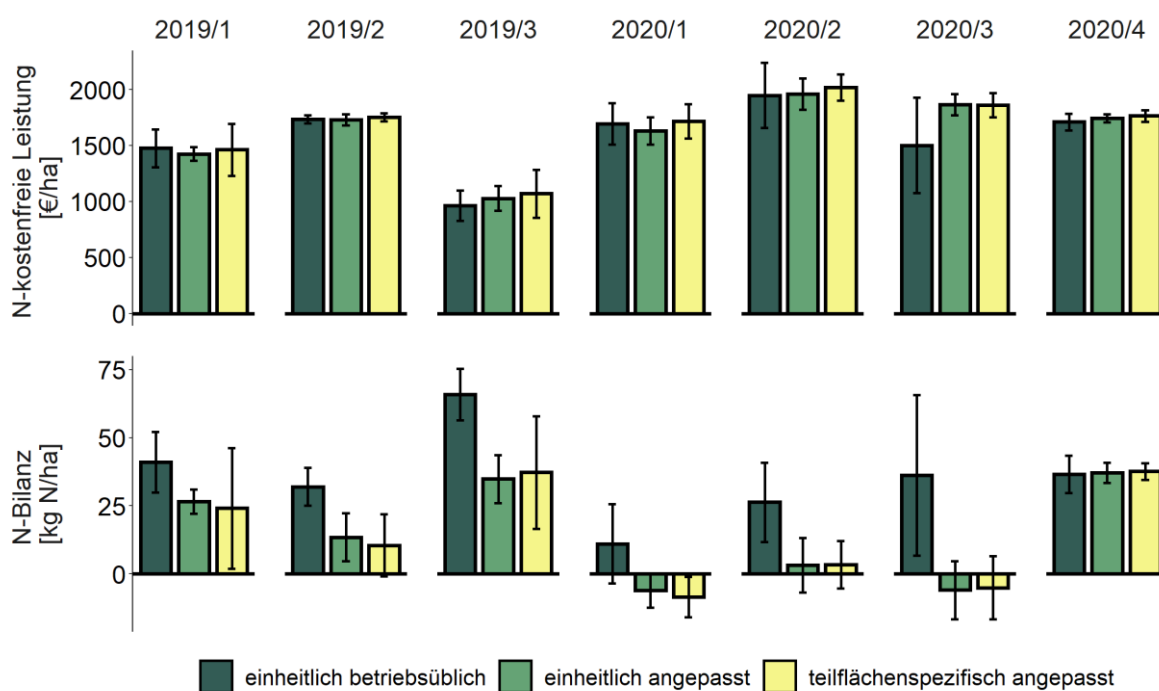 2019/1 2019/2 2019/3 2020/1 2020/2 2020/3 2020/4
N-kostenfreie Leistung
[€/ha]
2000
1500
1000
500
0
N-Bilanz
[kg N/ha]
75
50
25
0
einheitlich betriebsüblich einheitlich angepasst teilflächenspezifisch angepasst